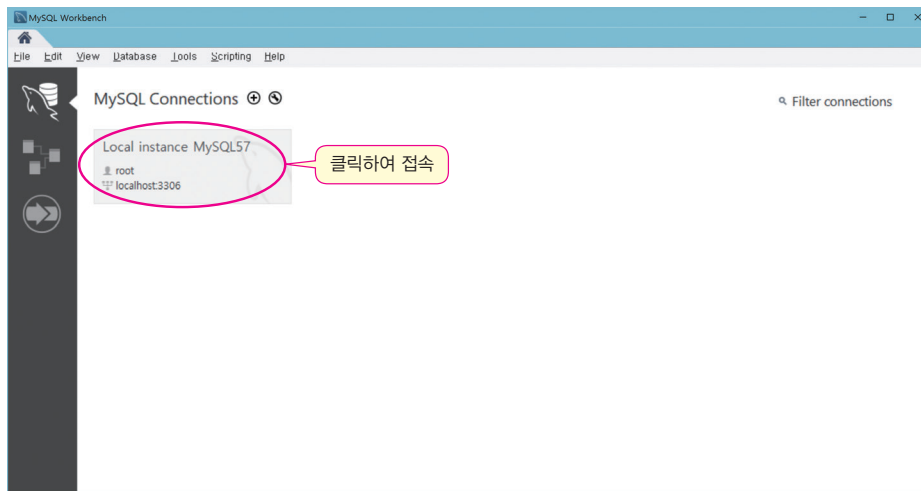 MySQL Workbench
File Edit View Database Tools Scripting Help
MySQL Connections
Filter connections
Local instance MySQL57
root
localhost:3306
클릭하여 접속